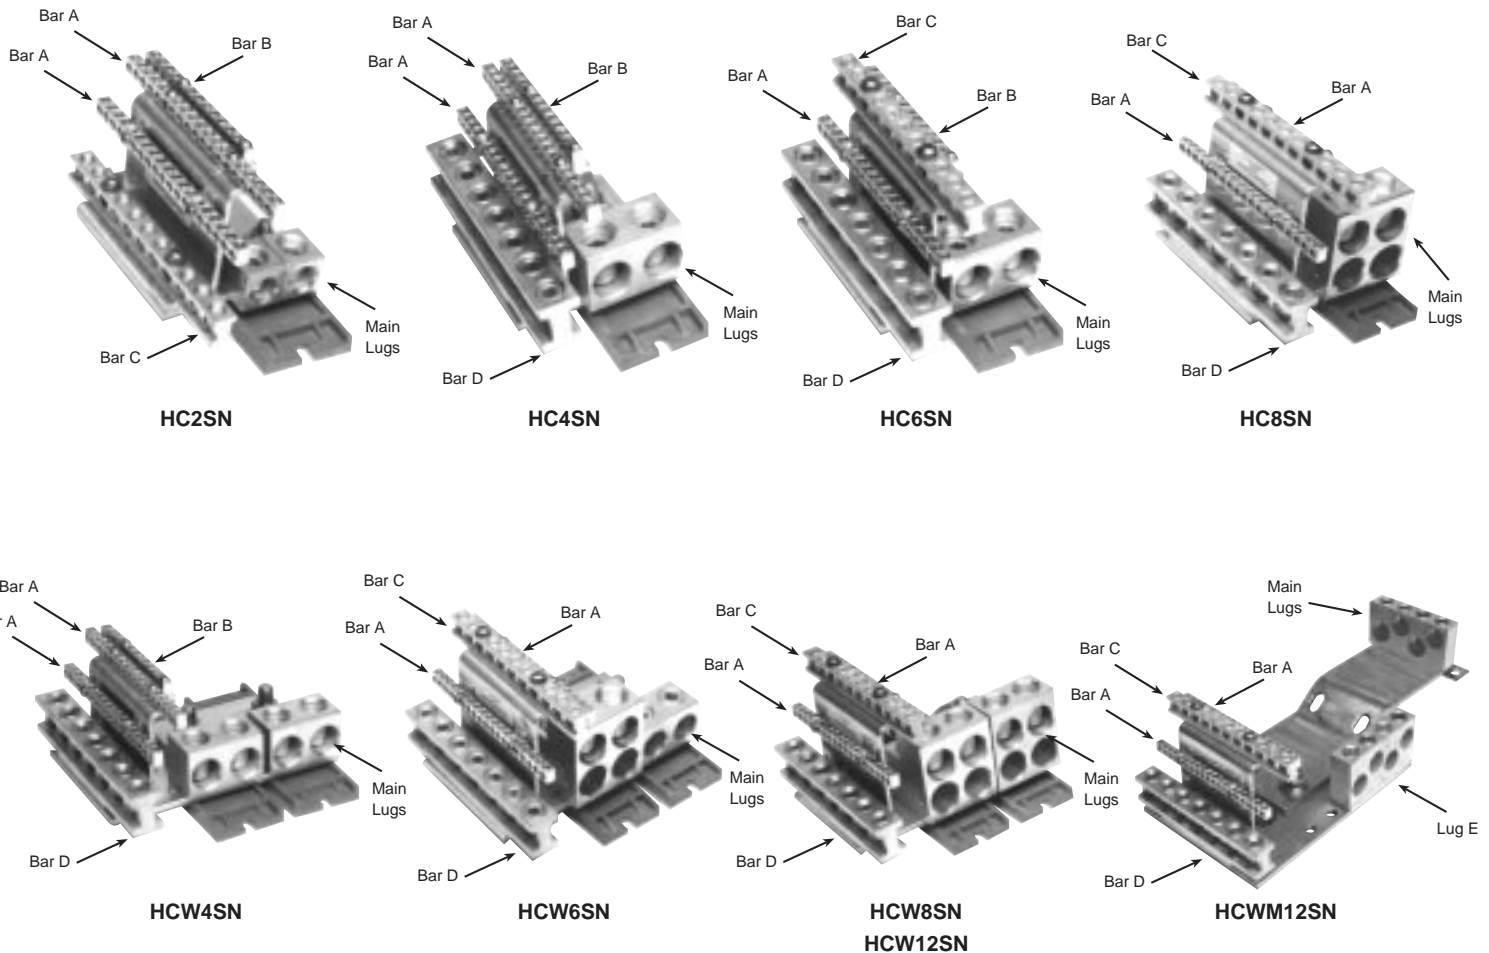 Bar A
Bar A
Bar B
Main
Lugs
Bar C
HC2SN
Bar A
Bar A
Bar B
Main
Lugs
Bar D
HC4SN
Bar C
Bar A
Bar B
Main
Lugs
Bar D
HC6SN
Bar C
Bar A
Bar A
Main
Lugs
Bar D
HC8SN
Bar A
r A
Bar B
Main
Lugs
Bar D
HCW4SN
Bar C
Bar A
Bar A
Main
Lugs
Bar D
HCW6SN
Bar C
Bar A
Bar A
Main
Lugs
Bar D
HCW8SN
HCW12SN
Main
Lugs
Bar C
Bar A
Bar A
Lug E
Bar D
HCWM12SN